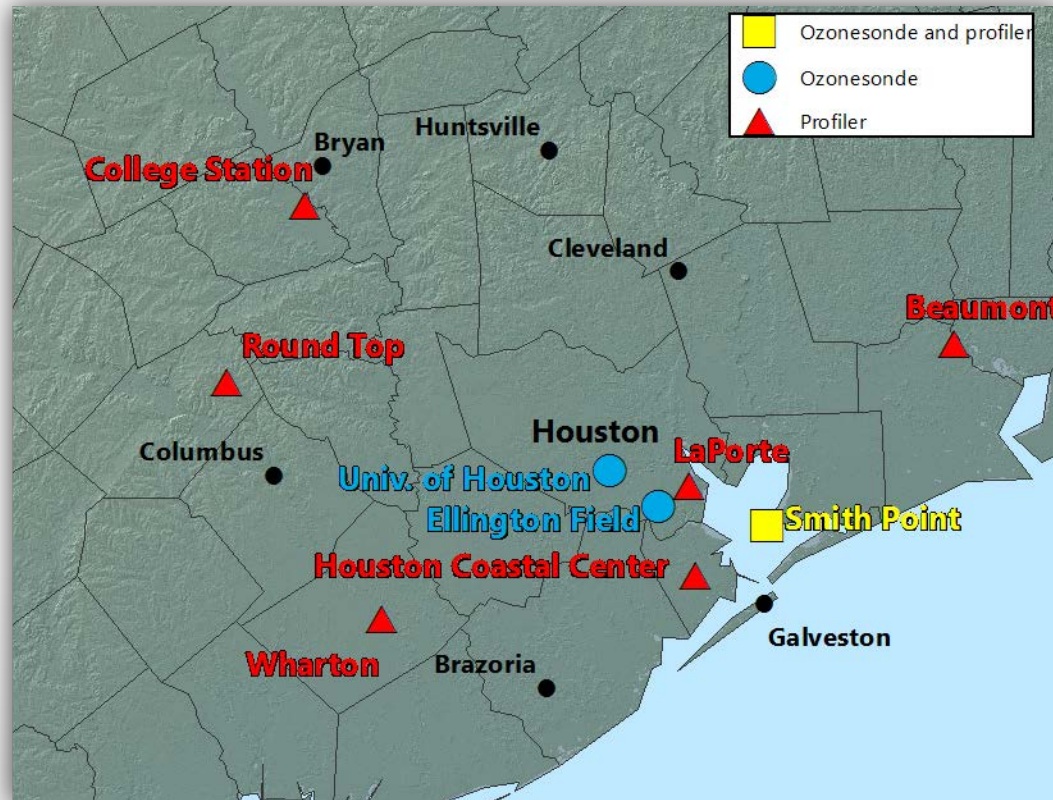 Ozonesonde and profiler
Ozonesonde
Profiler
Huntsville
Bryan
College Station
Cleveland
Beaumont
Round Top
Houston
Columbus
LaPorte
Univ. of Houston
Ellington Field
Smith Point
Houston Coastal Center
Galveston
Wharton
Brazoria